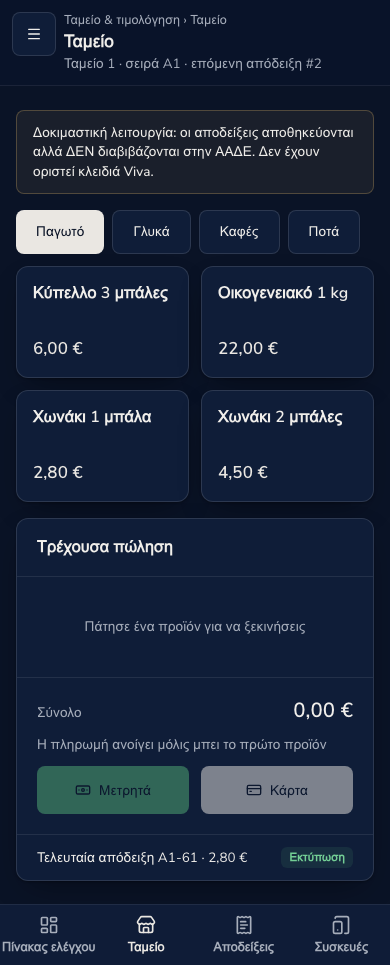 Ταμείο & τιμολόγηση › Ταμείο
Ταμείο
Ταμείο 1 · σειρά A1 · επόμενη απόδειξη #2
Δοκιμαστική λειτουργία: οι αποδείξεις αποθηκεύονται
αλλά ΔΕΝ διαβιβάζονται στην ΑΑΔΕ. Δεν έχουν
οριστεί κλειδιά Viva.
Παγωτό
Γλυκά
Καφές
Ποτά
Κύπελλο 3 μπάλες
6,00 €
Οικογενειακό 1 kg
22,00 €
Χωνάκι 1 μπάλα
2,80 €
Χωνάκι 2 μπάλες
4,50 €
Τρέχουσα πώληση
Πάτησε ένα προϊόν για να ξεκινήσεις
Σύνολο
0,00 €
Η πληρωμή ανοίγει μόλις μπει το πρώτο προϊόν
Μετρητά
Κάρτα
Τελευταία απόδειξη A1-61 · 2,80 €
Εκτύπωση
Πίνακας ελέγχου
Ταμείο
Αποδείξεις
Συσκευές